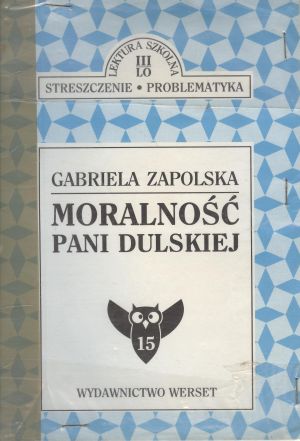 LEKTURA SZKOLNA
III
LO
STRESZCZENIE • PROBLEMATYKA
GABRIELA ZAPOLSKA
MORALNOŚĆ
PANI DULSKIEJ
15
WYDAWNICTWO WERSET